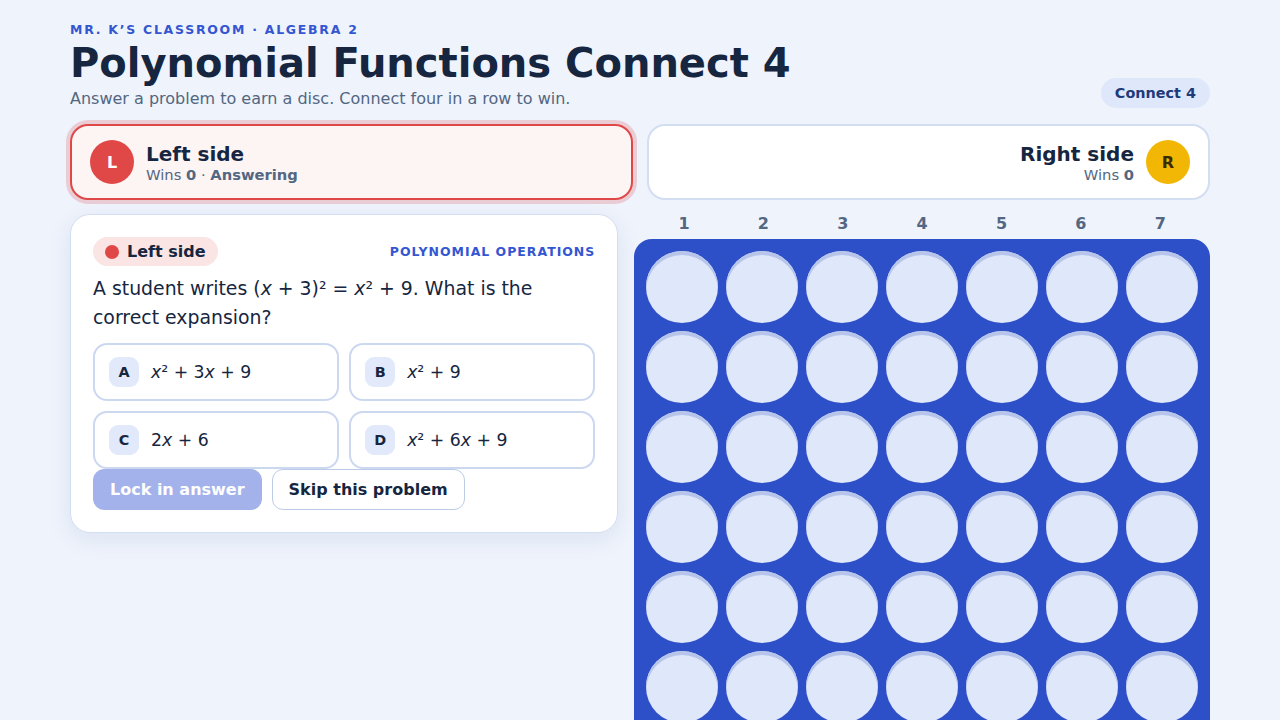 MR. K’S CLASSROOM · ALGEBRA 2
Polynomial Functions Connect 4
Answer a problem to earn a disc. Connect four in a row to win.
Connect 4
L
Left side
Wins 0 · Answering
Right side
Wins 0
R
Left side
POLYNOMIAL OPERATIONS
A student writes (x + 3)² = x² + 9. What is the
correct expansion?
A x² + 3x + 9
B x² + 9
C 2x + 6
D x² + 6x + 9
Lock in answer
Skip this problem
1 2 3 4 5 6 7